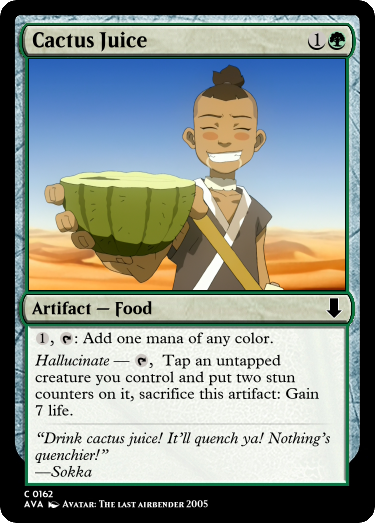 Cactus Juice 1
Artifact — Food
1, : Add one mana of any color.
Hallucinate — , Tap an untapped
creature you control and put two stun
counters on it, sacrifice this artifact: Gain
7 life.
“Drink cactus juice! It’ll quench ya! Nothing’s
quenchier!”
—Sokka
C 0162
AVA Avatar: The last airbender 2005